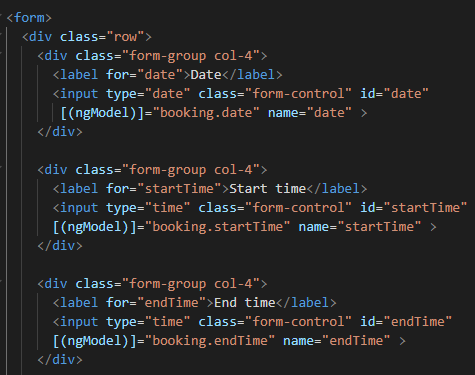 <form>
<div class="row">
<div class="form-group col-4">
<label for="date">Date</label>
<input type="date" class="form-control" id="date"
[(ngModel)]="booking.date" name="date" >
</div>
<div class="form-group col-4">
<label for="startTime">Start time</label>
<input type="time" class="form-control" id="startTime"
[(ngModel)]="booking.startTime" name="startTime" >
</div>
<div class="form-group col-4">
<label for="endTime">End time</label>
<input type="time" class="form-control" id="endTime"
[(ngModel)]="booking.endTime" name="endTime" >
</div>